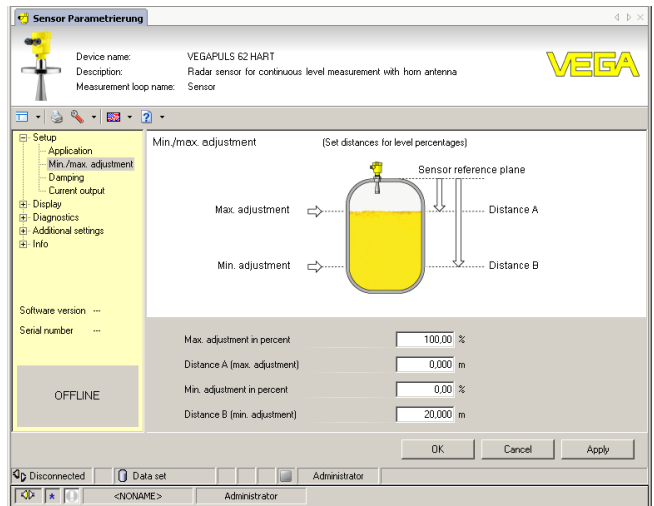 Sensor Parametrierung
Device name: VEGAPULS 62 HART
Description: Radar sensor for continuous level measurement with horn antenna
Measurement loop name: Sensor
VEGA
Setup
Application
Min./max. adjustment
Damping
Current output
Display
Diagnostics
Additional settings
Info
Software version ---
Serial number ---
OFFLINE
Min./max. adjustment (Set distances for level percentages)
Sensor reference plane
Max. adjustment Distance A
Min. adjustment Distance B
Max. adjustment in percent 100,00 %
Distance A (max. adjustment) 0,000 m
Min. adjustment in percent 0,00 %
Distance B (min. adjustment) 20,000 m
OK Cancel Apply
Disconnected Data set Administrator
<NONAME> Administrator